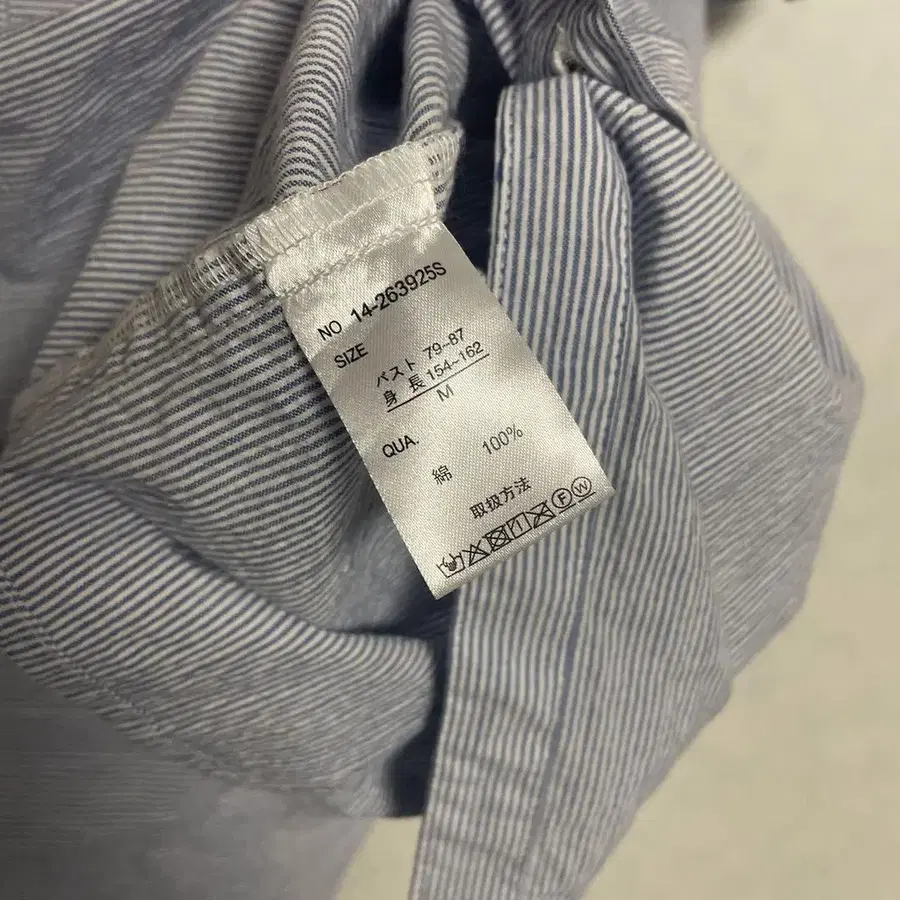 NO 14-263925S
SIZE
バスト 79~87
身長 154~162
M
QUA.
綿 100%
取扱方法
F W